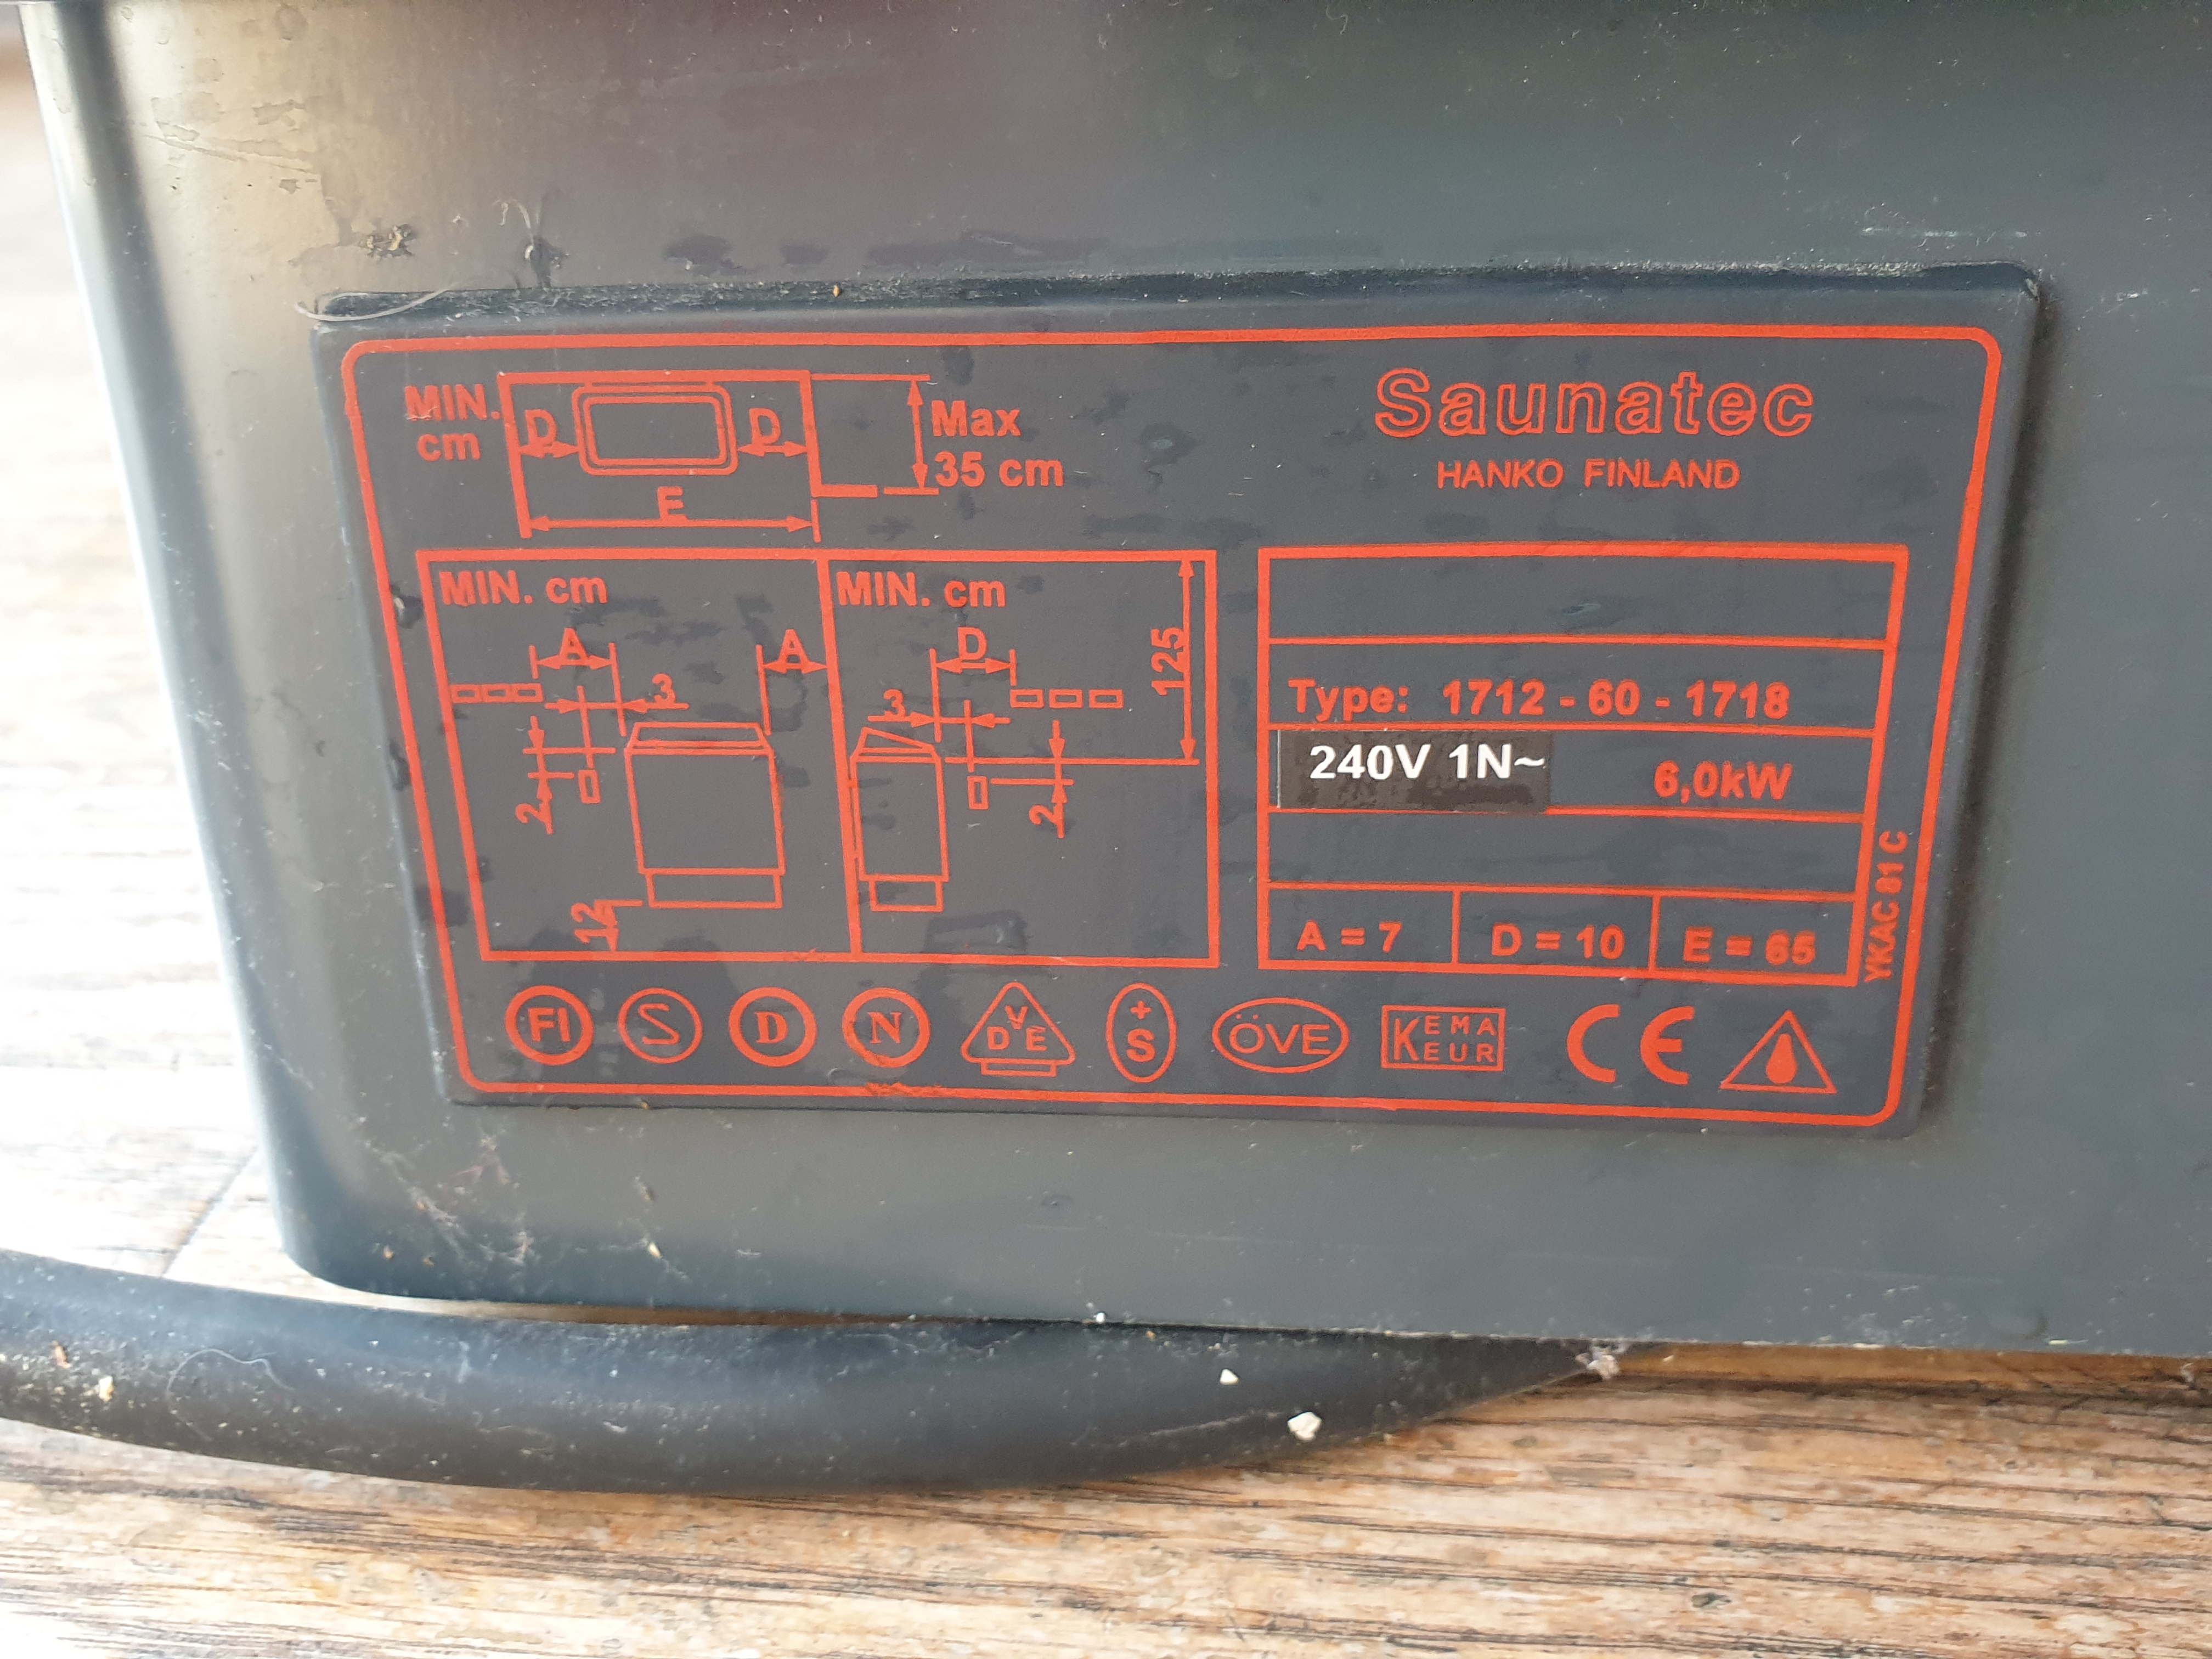 MIN.
cm
D
D
E
Max
35 cm
Saunatec
HANKO FINLAND
MIN. cm
A
A
3
2
12
MIN. cm
D
3
2
125
Type: 1712 - 60 - 1718
240V 1N~
6,0kW
A = 7
D = 10
E = 65
YKAC 81 C
FI
S
D
N
DVE
+
S
ÖVE
KEMA
KEUR
CE